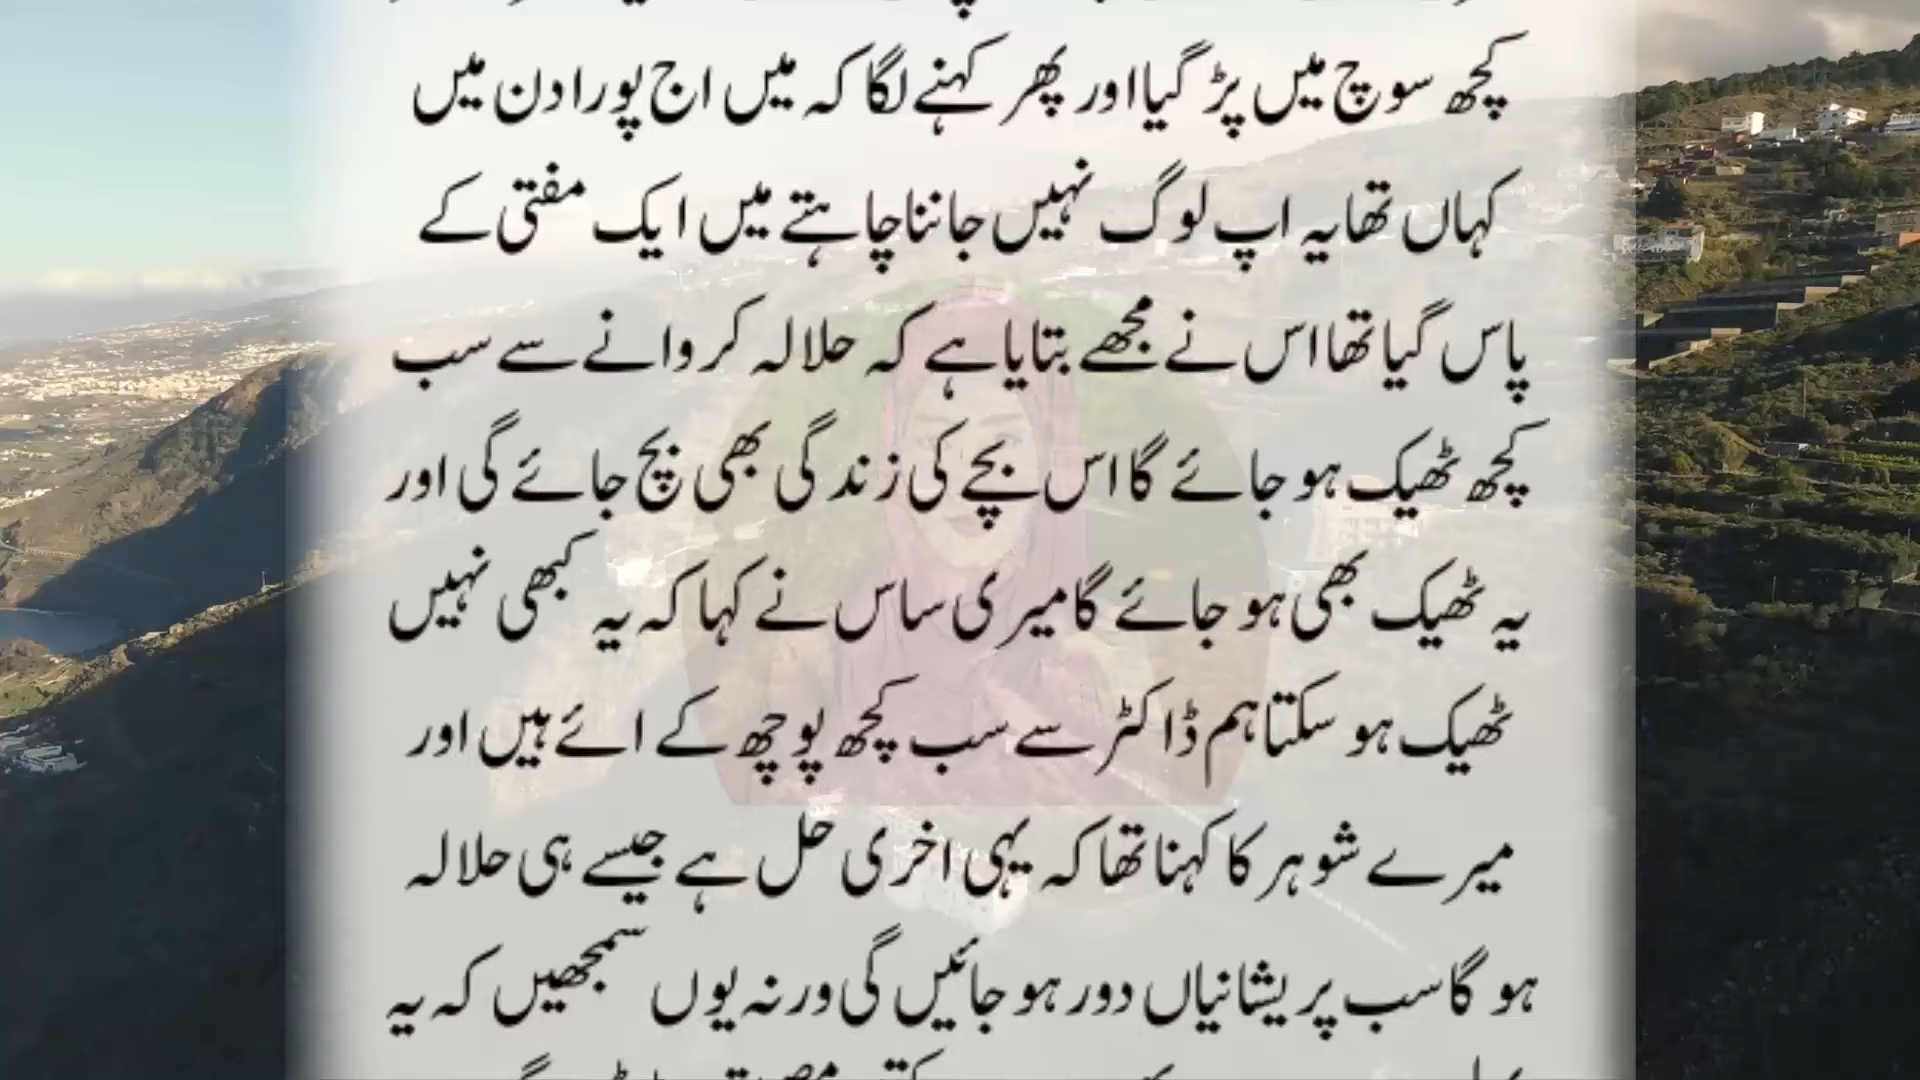 کچھ سوچ میں پڑ گیا اور پھر کہنے لگا کہ میں اج پورا دن میں
کہاں تھا یہ اپ لوگ نہیں جاننا چاہتے میں ایک مفتی کے
پاس گیا تھا اس نے مجھے بتایا ہے کہ حلالہ کروانے سے سب
کچھ ٹھیک ہو جائے گا اس بچے کی زندگی بھی بچ جائے گی اور
یہ ٹھیک بھی ہو جائے گا میری ساس نے کہا کہ یہ کبھی نہیں
ٹھیک ہو سکتا ہم ڈاکٹر سے سب کچھ پوچھ کے ائے ہیں اور
میرے شوہر کا کہنا تھا کہ یہی اخری حل ہے جیسے ہی حلالہ
ہو گا سب پریشانیاں دور ہو جائیں گی ورنہ یوں سمجھیں کہ یہ